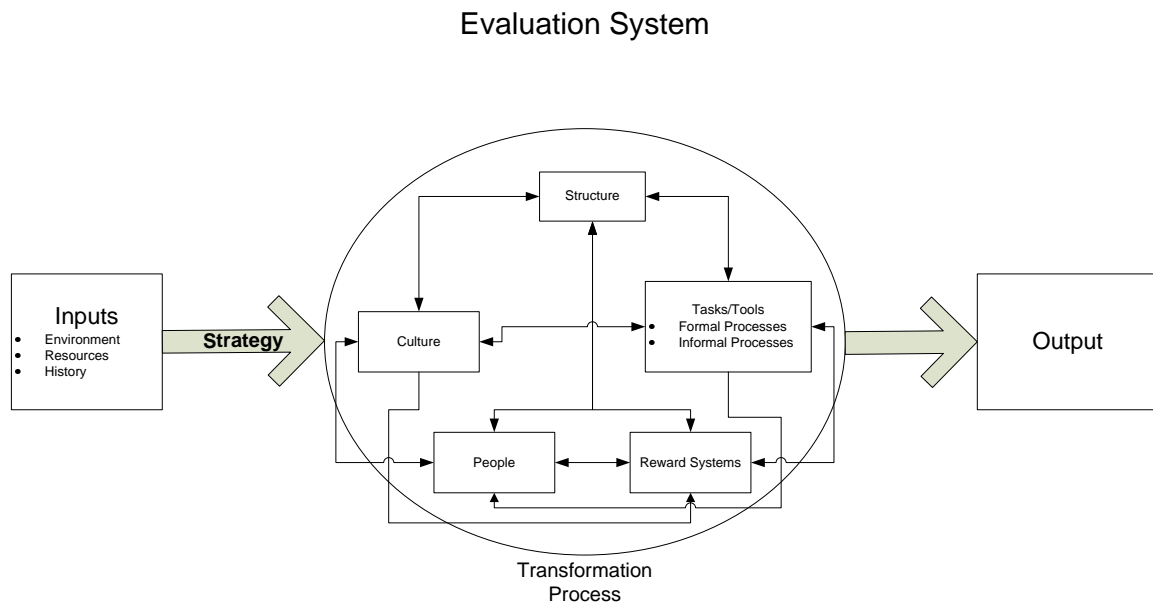 Evaluation System
Structure
Inputs
• Environment
• Resources
• History
Strategy
Culture
Tasks/Tools
• Formal Processes
• Informal Processes
Output
People
Reward Systems
Transformation
Process